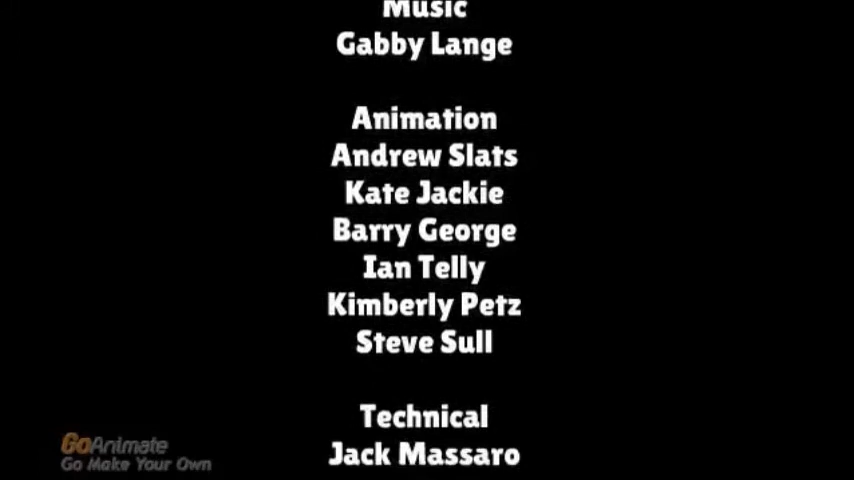 Music
Gabby Lange
Animation
Andrew Slats
Kate Jackie
Barry George
Ian Telly
Kimberly Petz
Steve Sull
Technical
Jack Massaro
GoAnimate
Go Make Your Own